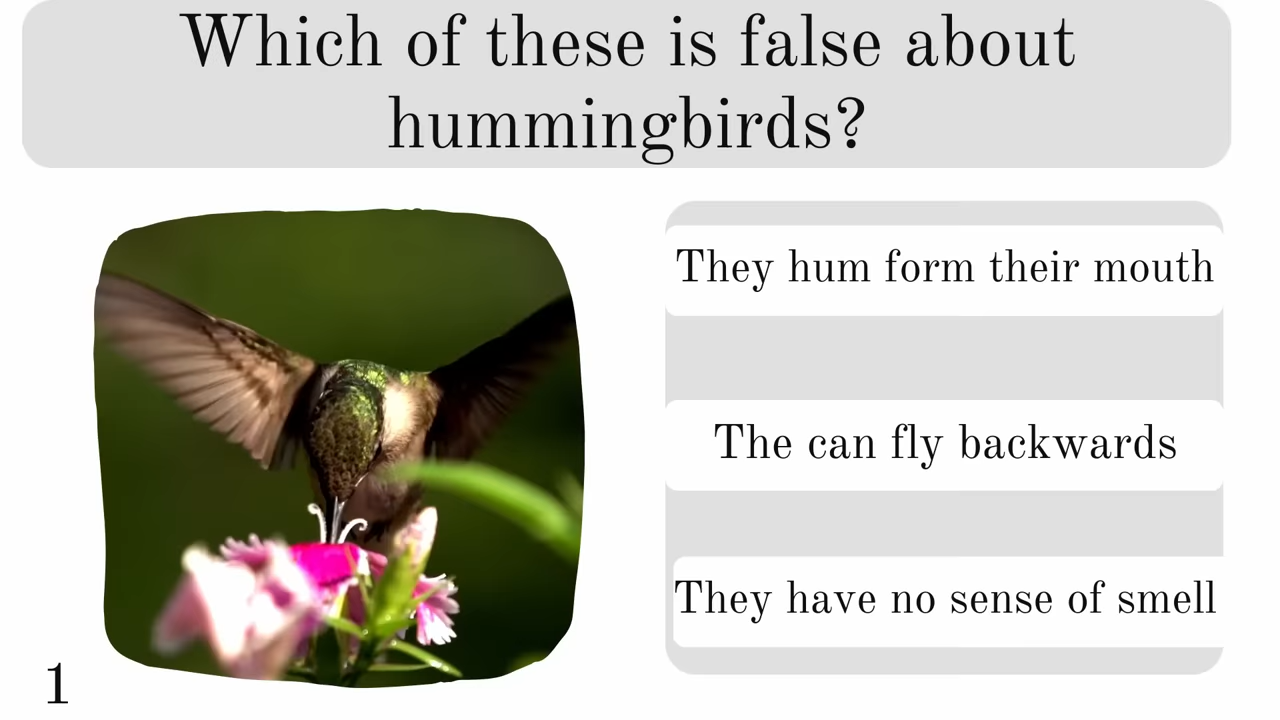 Which of these is false about
hummingbirds?
They hum form their mouth
The can fly backwards
They have no sense of smell
1